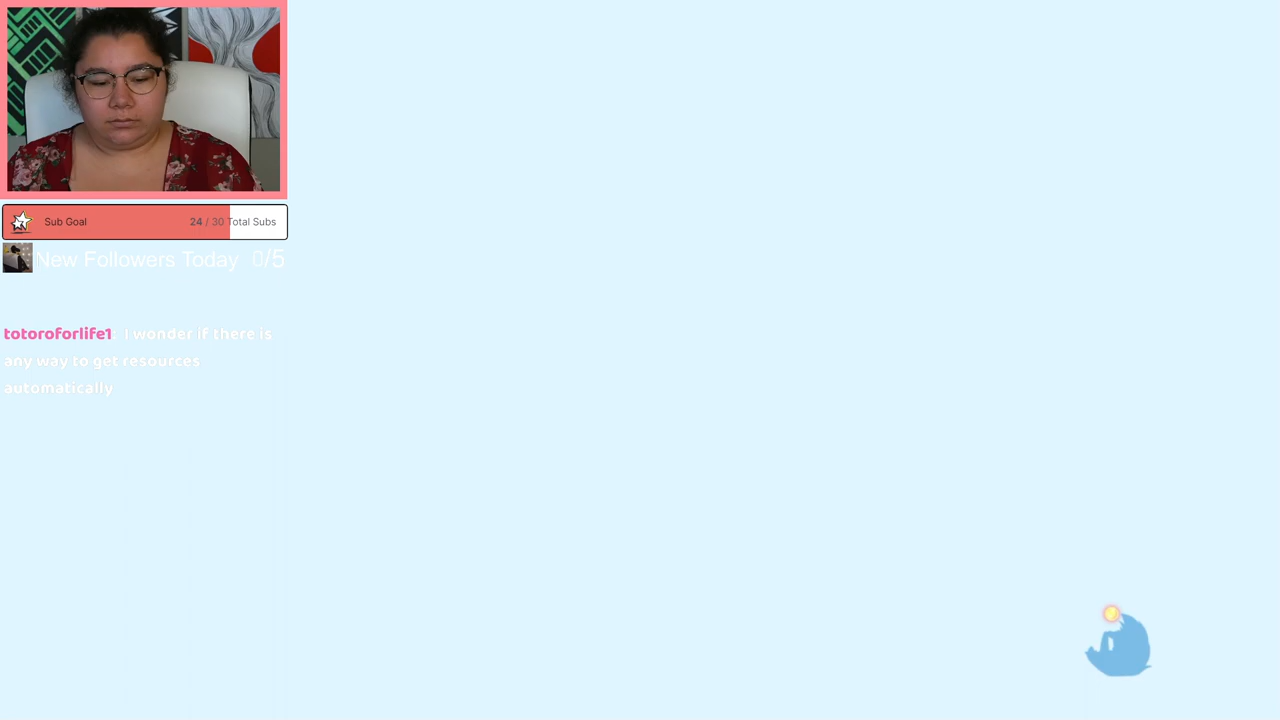 Sub Goal 24 / 30 Total Subs
New Followers Today 0/5
totoroforlife1: I wonder if there is
any way to get resources
automatically